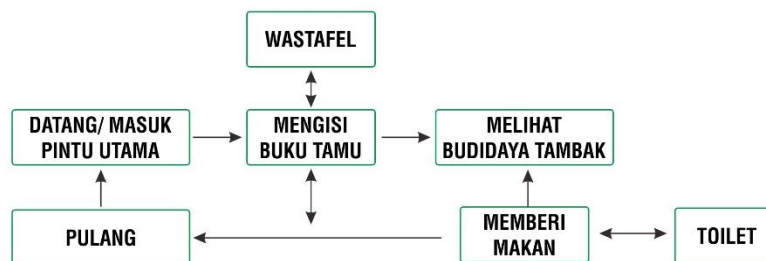 WASTAFEL
DATANG/ MASUK
PINTU UTAMA
MENGISI
BUKU TAMU
MELIHAT
BUDIDAYA TAMBAK
PULANG
MEMBERI
MAKAN
TOILET